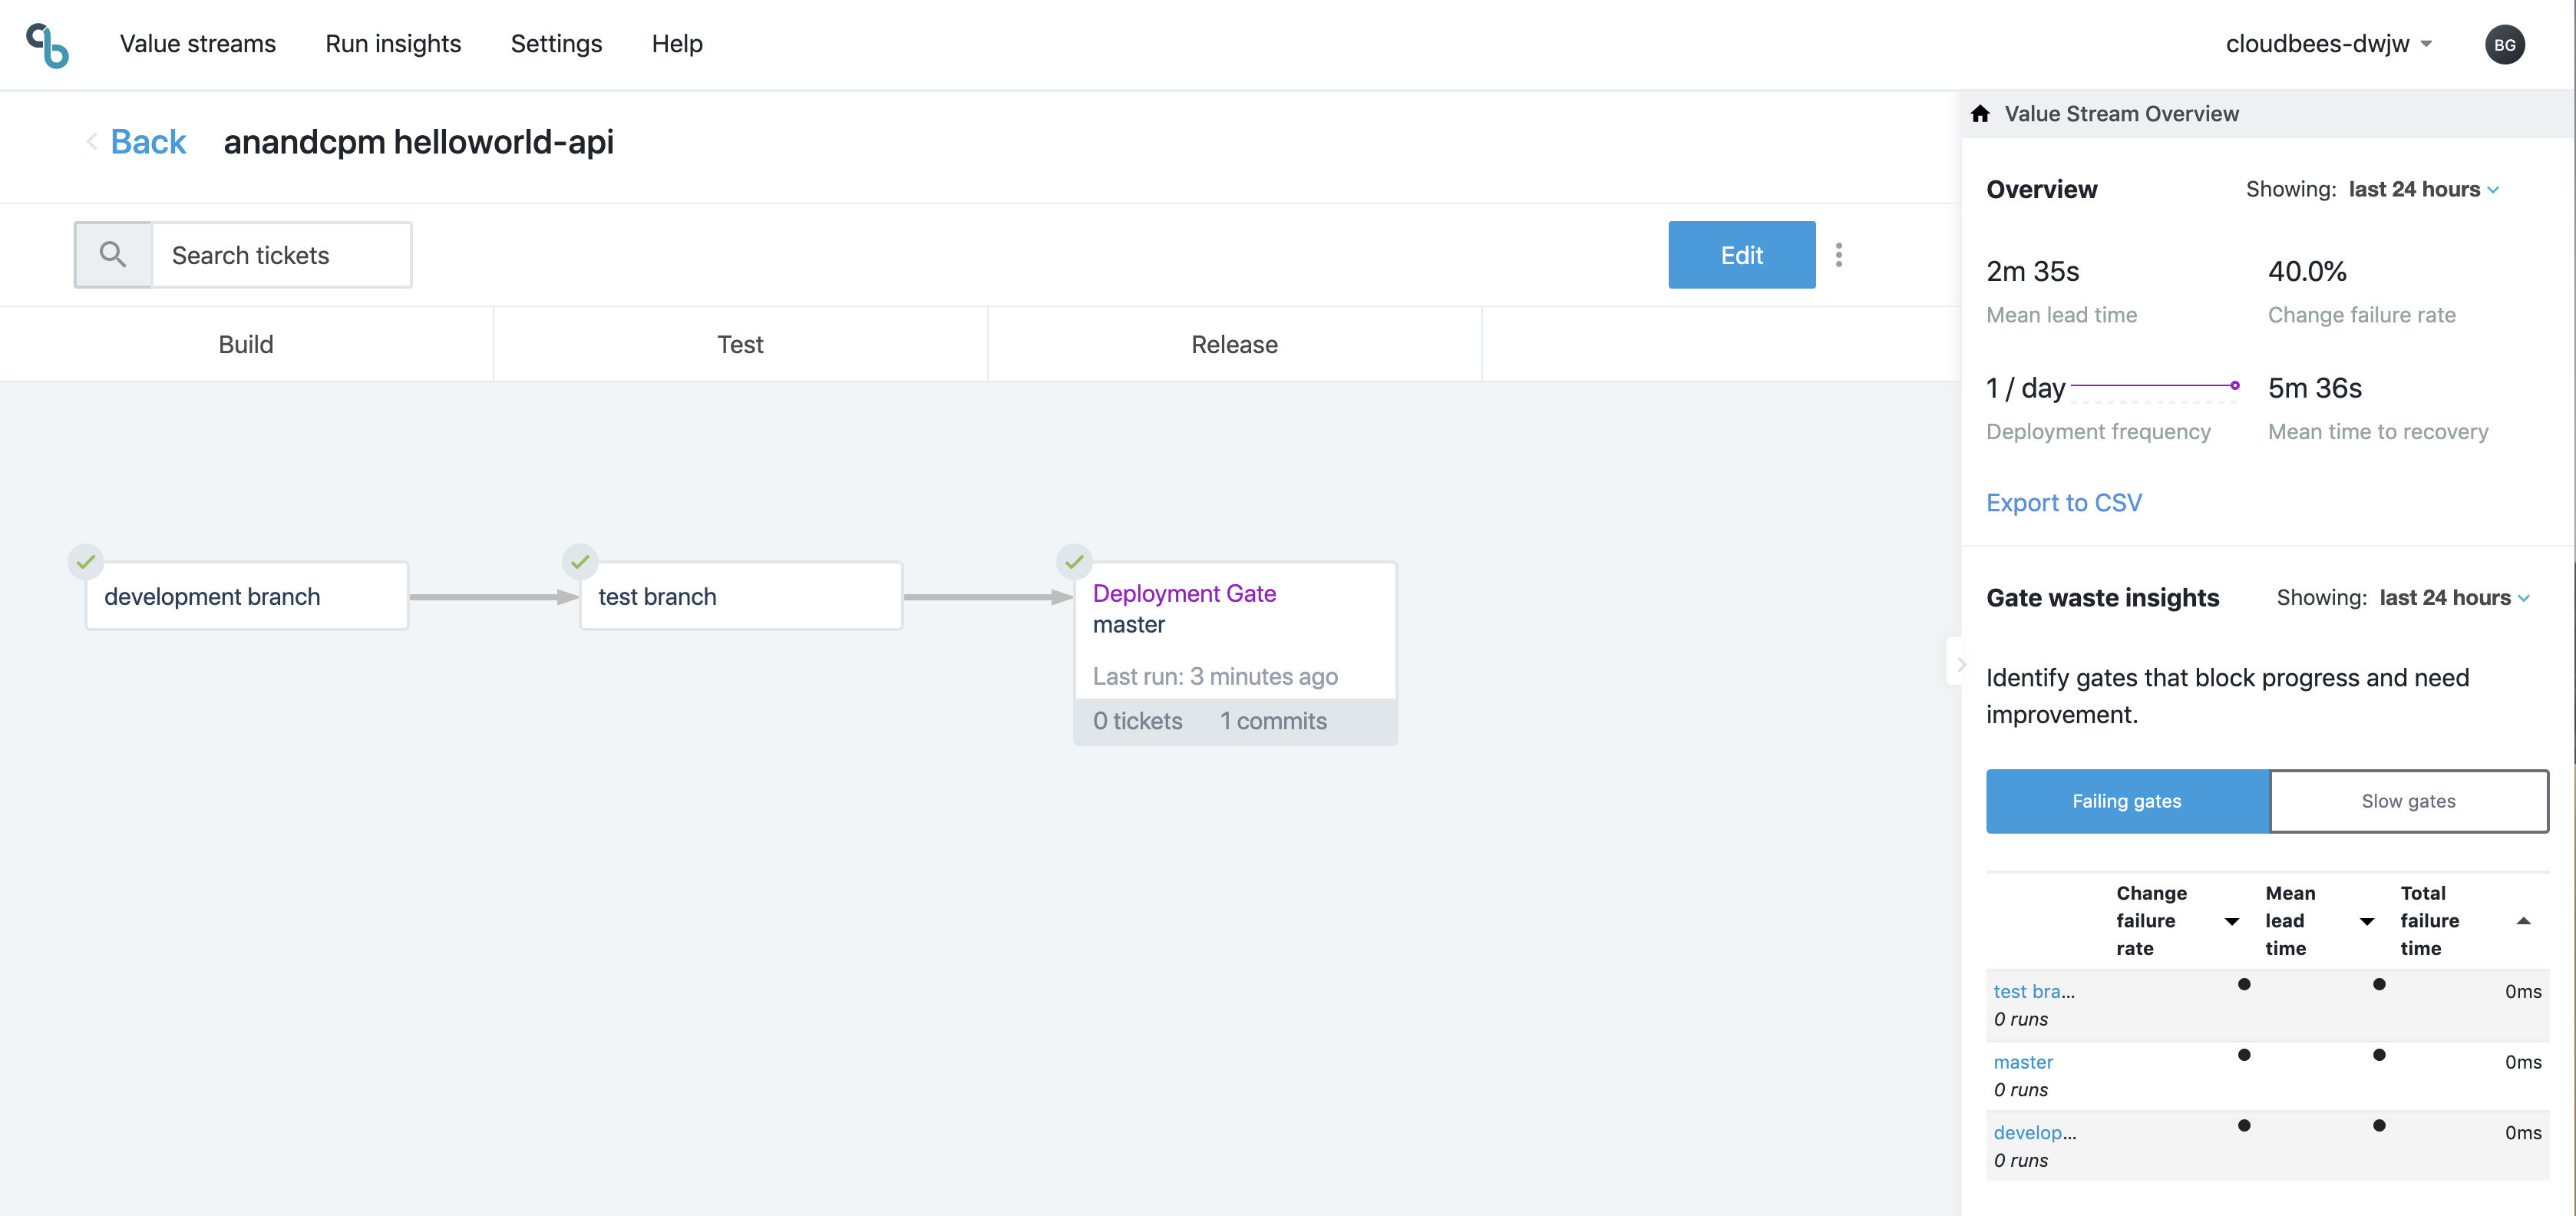 Value streams Run insights Settings Help cloudbees-dwjw BG
Back anandcpm helloworld-api
Search tickets Edit
Build Test Release
development branch
test branch
Deployment Gate
master
Last run: 3 minutes ago
0 tickets 1 commits
Value Stream Overview
Overview Showing: last 24 hours
2m 35s 40.0%
Mean lead time Change failure rate
1 / day 5m 36s
Deployment frequency Mean time to recovery
Export to CSV
Gate waste insights Showing: last 24 hours
Identify gates that block progress and need
improvement.
Failing gates Slow gates
Change Mean Total
failure lead failure
rate time time
test bra... 0ms
0 runs
master 0ms
0 runs
develop... 0ms
0 runs